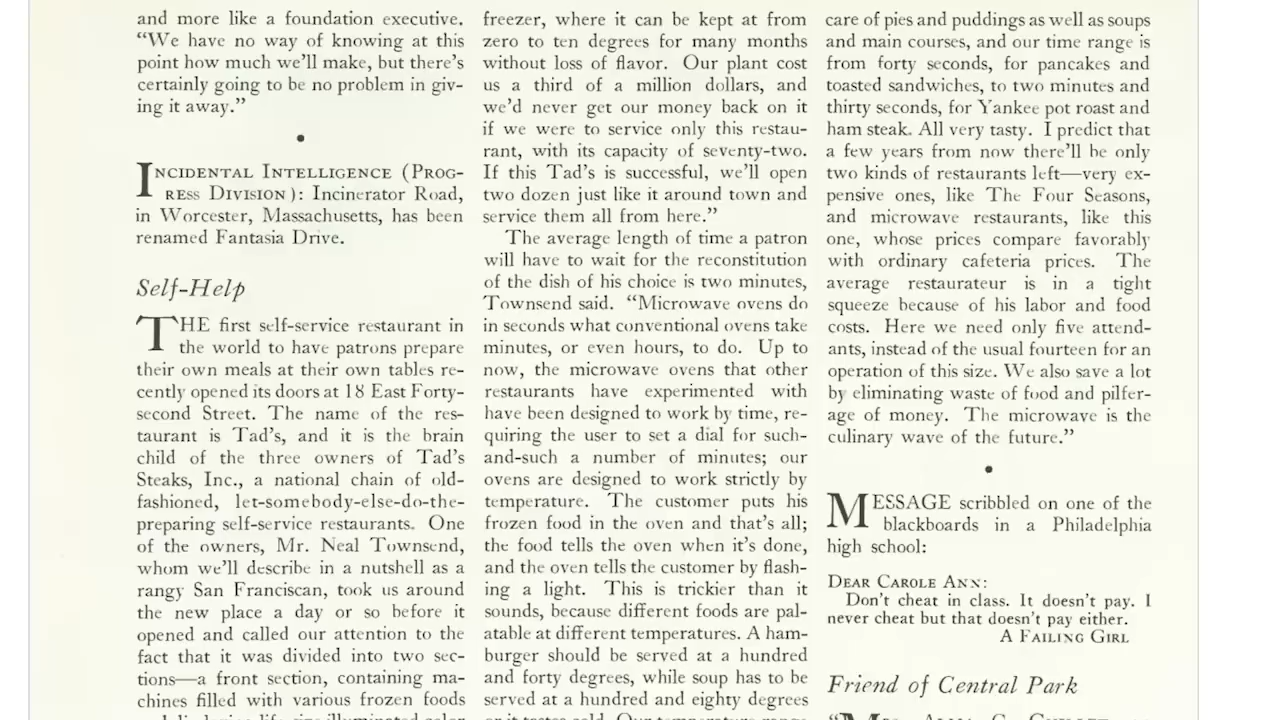 and more like a foundation executive.
“We have no way of knowing at this
point how much we’ll make, but there’s
certainly going to be no problem in giv-
ing it away.”
•
INCIDENTAL INTELLIGENCE (PROG-
RESS DIVISION): Incinerator Road,
in Worcester, Massachusetts, has been
renamed Fantasia Drive.
Self-Help
THE first self-service restaurant in
the world to have patrons prepare
their own meals at their own tables re-
cently opened its doors at 18 East Forty-
second Street. The name of the res-
taurant is Tad’s, and it is the brain
child of the three owners of Tad’s
Steaks, Inc., a national chain of old-
fashioned, let-somebody-else-do-the-
preparing self-service restaurants. One
of the owners, Mr. Neal Townsend,
whom we’ll describe in a nutshell as a
rangy San Franciscan, took us around
the new place a day or so before it
opened and called our attention to the
fact that it was divided into two sec-
tions—a front section, containing ma-
chines filled with various frozen foods
freezer, where it can be kept at from
zero to ten degrees for many months
without loss of flavor. Our plant cost
us a third of a million dollars, and
we’d never get our money back on it
if we were to service only this restau-
rant, with its capacity of seventy-two.
If this Tad’s is successful, we’ll open
two dozen just like it around town and
service them all from here.”
The average length of time a patron
will have to wait for the reconstitution
of the dish of his choice is two minutes,
Townsend said. “Microwave ovens do
in seconds what conventional ovens take
minutes, or even hours, to do. Up to
now, the microwave ovens that other
restaurants have experimented with
have been designed to work by time, re-
quiring the user to set a dial for such-
and-such a number of minutes; our
ovens are designed to work strictly by
temperature. The customer puts his
frozen food in the oven and that’s all;
the food tells the oven when it’s done,
and the oven tells the customer by flash-
ing a light. This is trickier than it
sounds, because different foods are pal-
atable at different temperatures. A ham-
burger should be served at a hundred
and forty degrees, while soup has to be
served at a hundred and eighty degrees
care of pies and puddings as well as soups
and main courses, and our time range is
from forty seconds, for pancakes and
toasted sandwiches, to two minutes and
thirty seconds, for Yankee pot roast and
ham steak. All very tasty. I predict that
a few years from now there’ll be only
two kinds of restaurants left—very ex-
pensive ones, like The Four Seasons,
and microwave restaurants, like this
one, whose prices compare favorably
with ordinary cafeteria prices. The
average restaurateur is in a tight
squeeze because of his labor and food
costs. Here we need only five attend-
ants, instead of the usual fourteen for an
operation of this size. We also save a lot
by eliminating waste of food and pilfer-
age of money. The microwave is the
culinary wave of the future.”
•
MESSAGE scribbled on one of the
blackboards in a Philadelphia
high school:
DEAR CAROLE ANN:
Don’t cheat in class. It doesn’t pay. I
never cheat but that doesn’t pay either.
A FAILING GIRL
Friend of Central Park